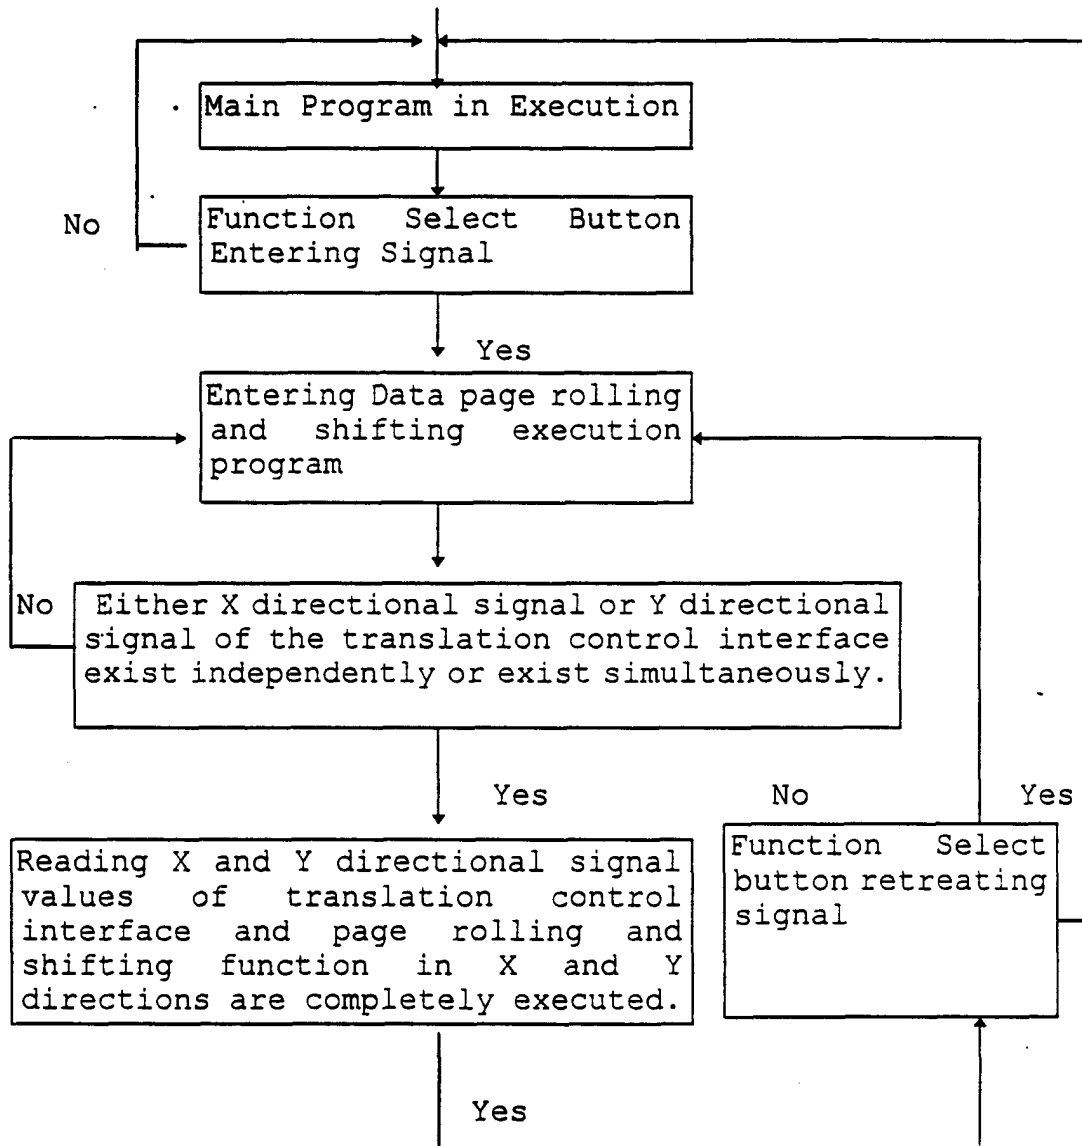 Main Program in Execution
No
Function Select Button
Entering Signal
Yes
Entering Data page rolling
and shifting execution
program
No
Either X directional signal or Y directional
signal of the translation control interface
exist independently or exist simultaneously.
Yes
No
Yes
Reading X and Y directional signal
values of translation control
interface and page rolling and
shifting function in X and Y
directions are completely executed.
Function Select
button retreating
signal
Yes